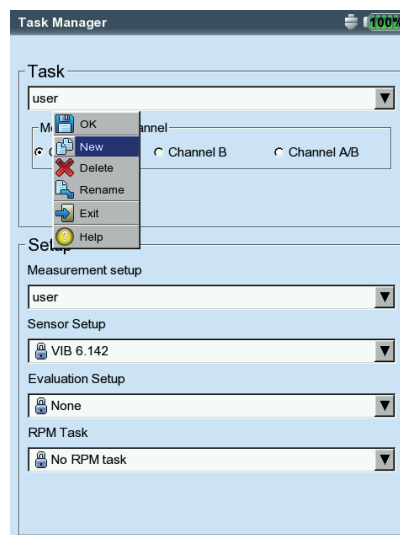 Task Manager 100%
Task
user
annel
OK
New
Channel B
Channel A/B
Delete
Rename
Exit
Help
Setup
Measurement setup
user
Sensor Setup
VIB 6.142
Evaluation Setup
None
RPM Task
No RPM task